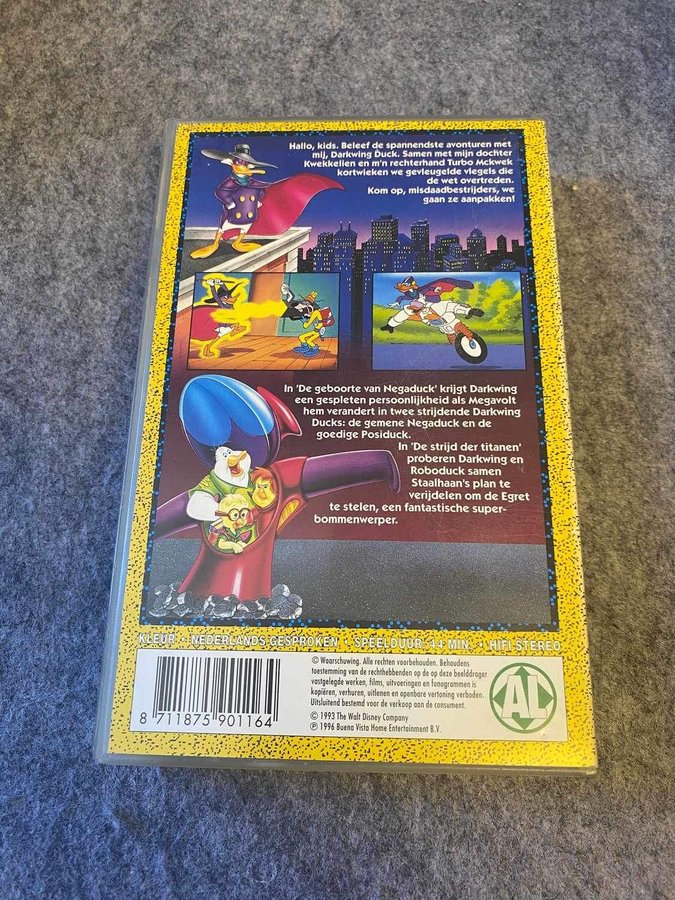 Hallo, kids. Beleef de spannendste avonturen met
mij, Darkwing Duck. Samen met mijn dochter
Kwekkelien en m'n rechterhand Turbo Mckwek
kortwieken we gevleugelde vlegels die
de wet overtreden.
Kom op, misdaadbestrijders, we
gaan ze aanpakken!
In 'De geboorte van Negaduck' krijgt Darkwing
een gespleten persoonlijkheid als Megavolt
hem verandert in twee strijdende Darkwing
Ducks: de gemene Negaduck en de
goedige Posiduck.
In 'De strijd der titanen'
proberen Darkwing en
Roboduck samen
Staalhaan's plan te
verijdelen om de Egret
te stelen, een fantastische super-
bommenwerper.
KLEUR • NEDERLANDS GESPROKEN • SPEELDUUR: 44 MIN. • HIFI STEREO
© Waarschuwing. Alle rechten voorbehouden. Behoudens
toestemming van de rechthebbenden op de op deze beelddrager
vastgelegde werken, films, uitvoeringen en fonogrammen is
kopiëren, verhuren, uitlenen en openbare vertoning verboden.
Uitsluitend bestemd voor de verkoop aan de consument.
© 1993 The Walt Disney Company
℗ 1996 Buena Vista Home Entertainment B.V.
8 711875 901164
AL